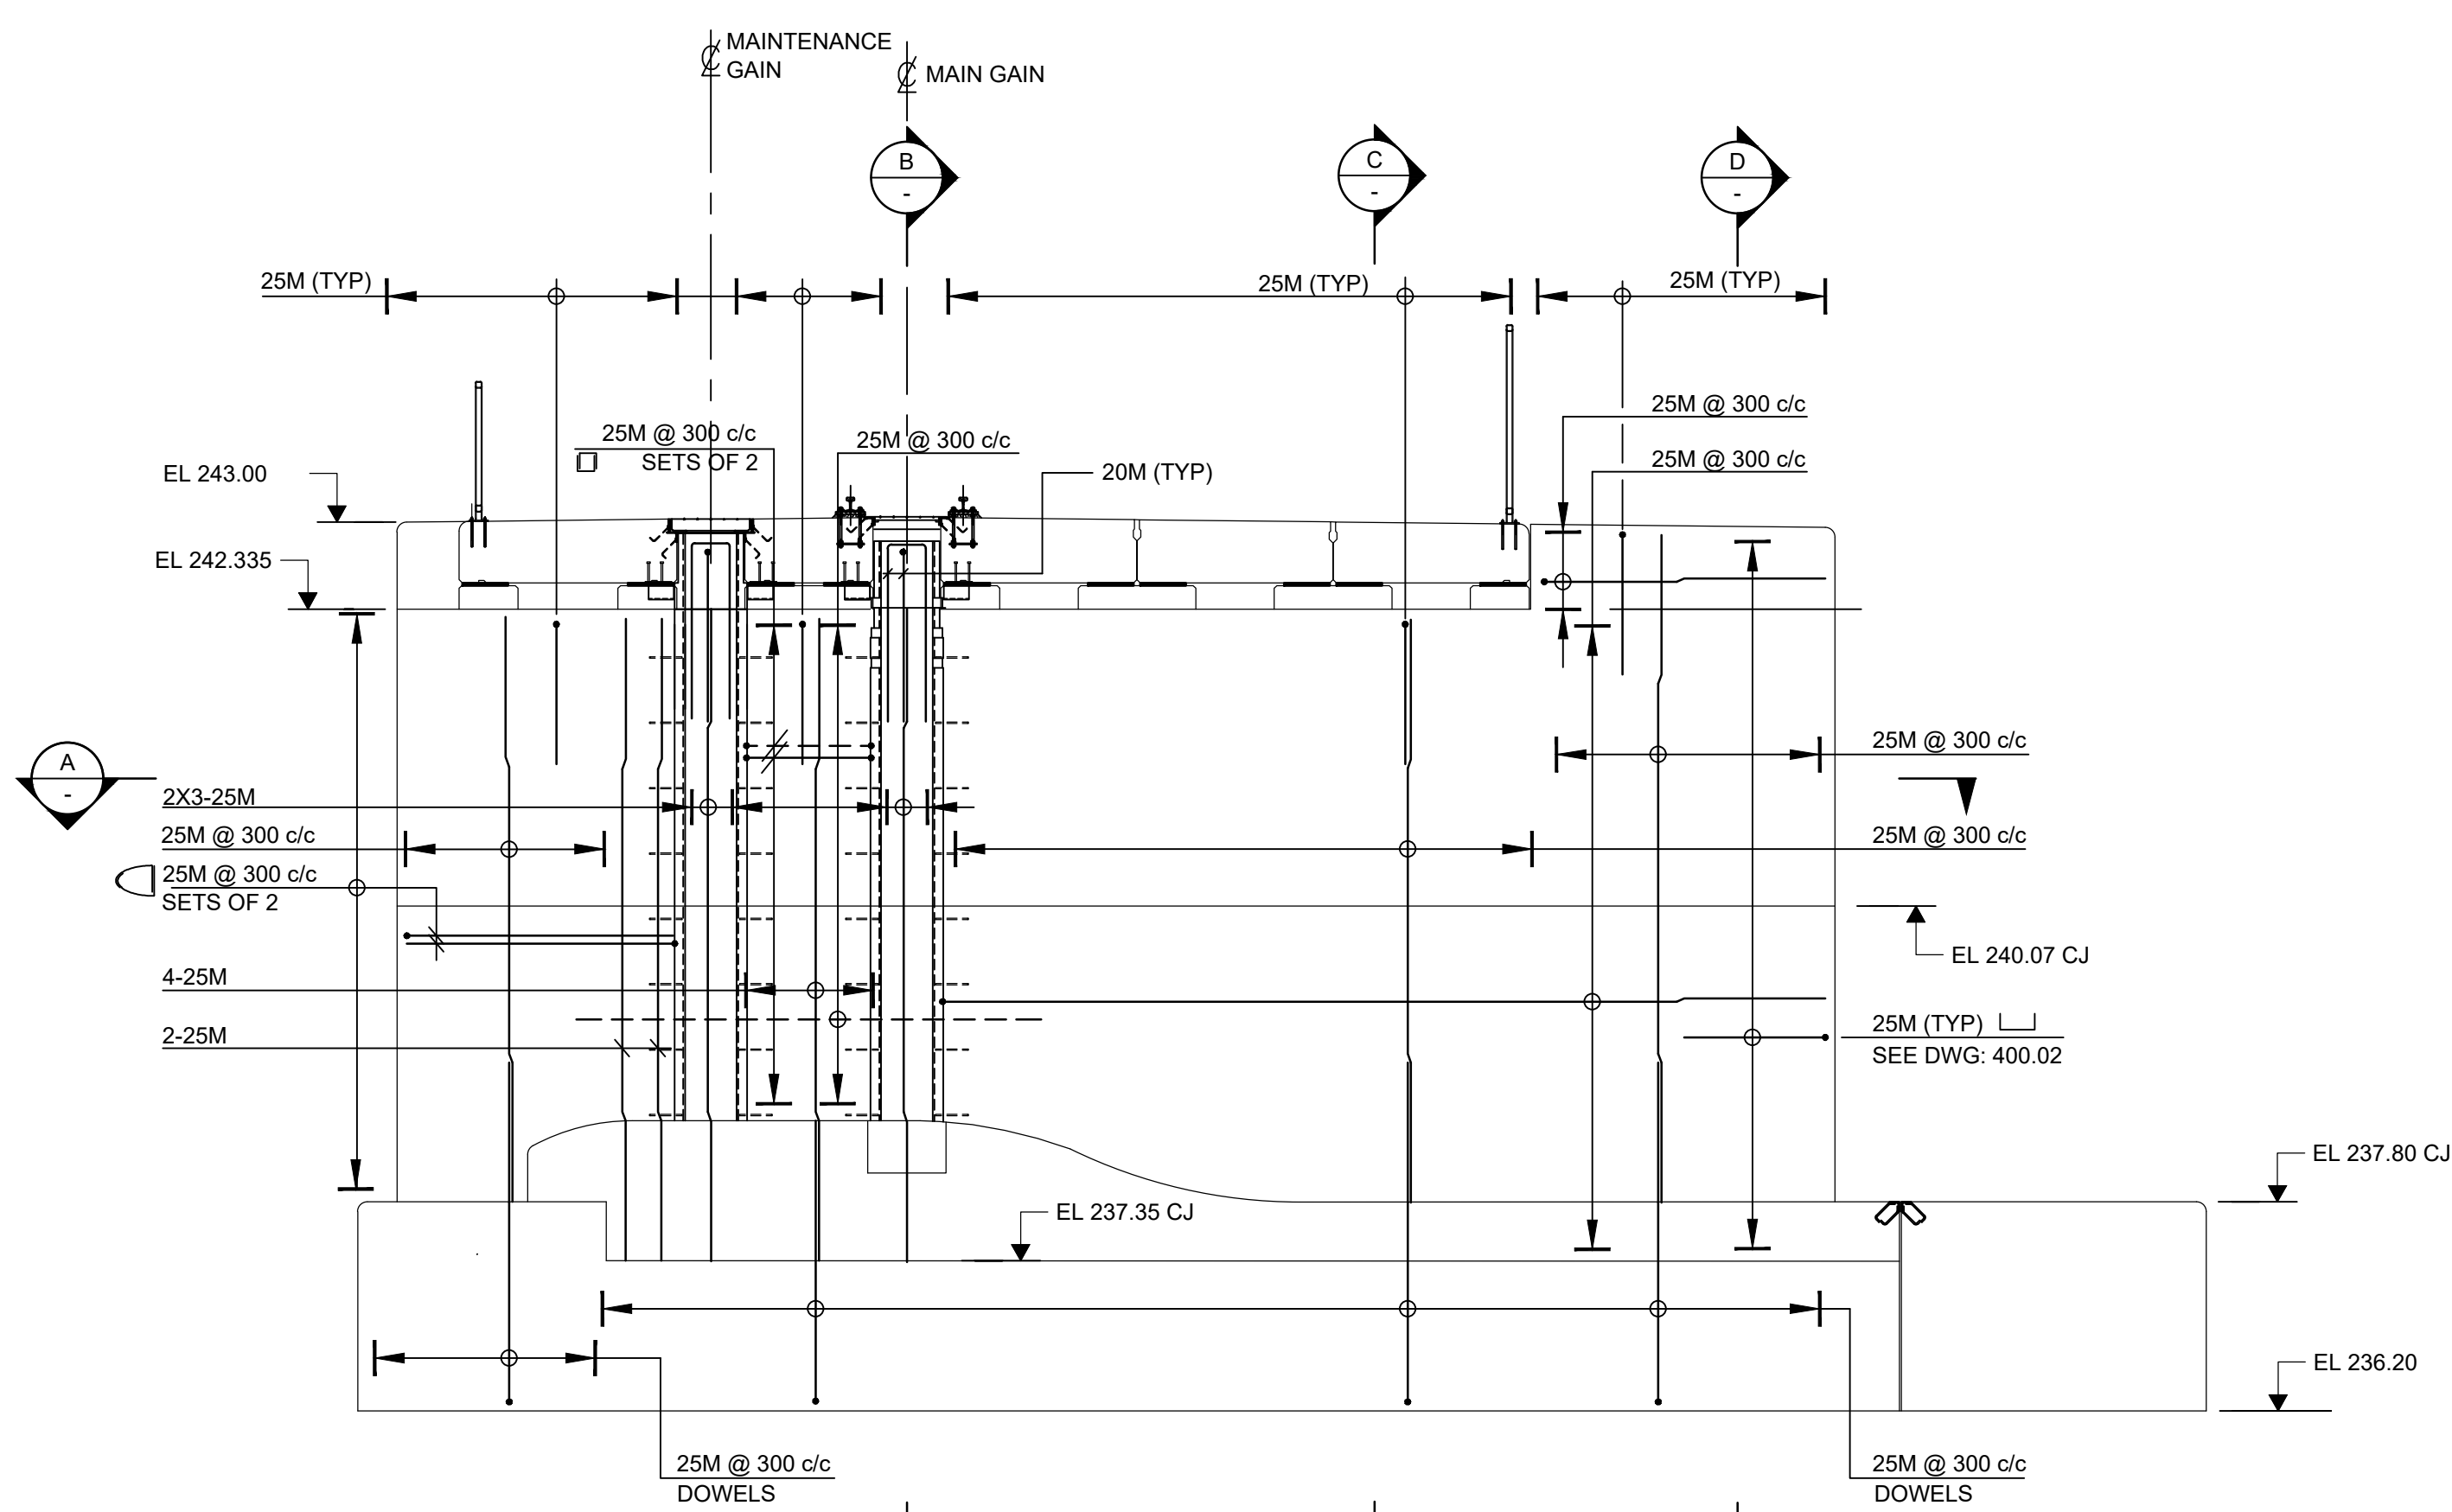 MAINTENANCE
GAIN
MAIN GAIN
B
-
C
-
D
-
25M (TYP)
25M (TYP)
25M (TYP)
25M @ 300 c/c
25M @ 300 c/c
SETS OF 2
25M @ 300 c/c
25M @ 300 c/c
20M (TYP)
EL 243.00
EL 242.335
A
-
25M @ 300 c/c
2X3-25M
25M @ 300 c/c
25M @ 300 c/c
25M @ 300 c/c
SETS OF 2
EL 240.07 CJ
4-25M
2-25M
25M (TYP)
SEE DWG: 400.02
EL 237.80 CJ
EL 237.35 CJ
EL 236.20
25M @ 300 c/c
DOWELS
25M @ 300 c/c
DOWELS